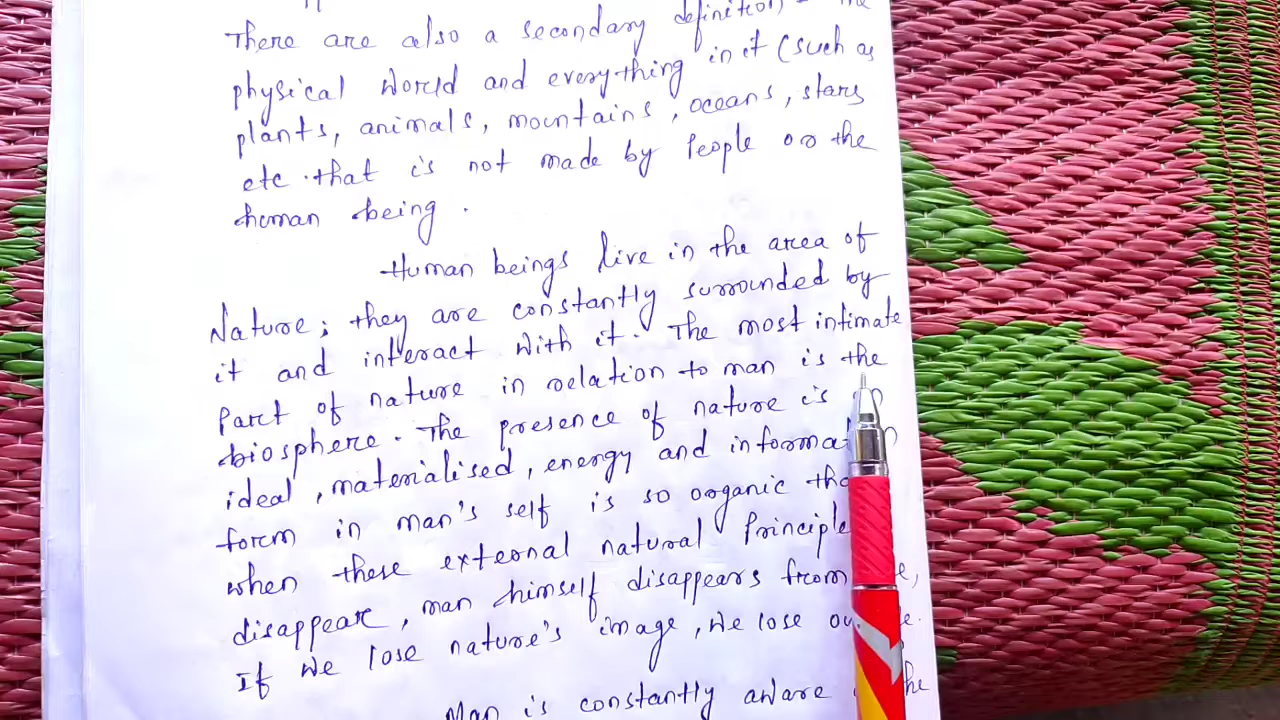 There are also a secondary definition
physical World and everything in it (such as
plants, animals, mountains, oceans, stars
etc. that is not made by People or the
human being.
Human beings live in the area of
Nature; they are constantly surrounded by
it and interact With it. The most intimate
Part of nature in relation to man is the
biosphere. The presence of nature is
ideal, materialised, energy and
form in man's self is so organic
when these external natural Principle
disappear, man himself disappears from
If We lose nature's image, We lose
Man is constantly aware